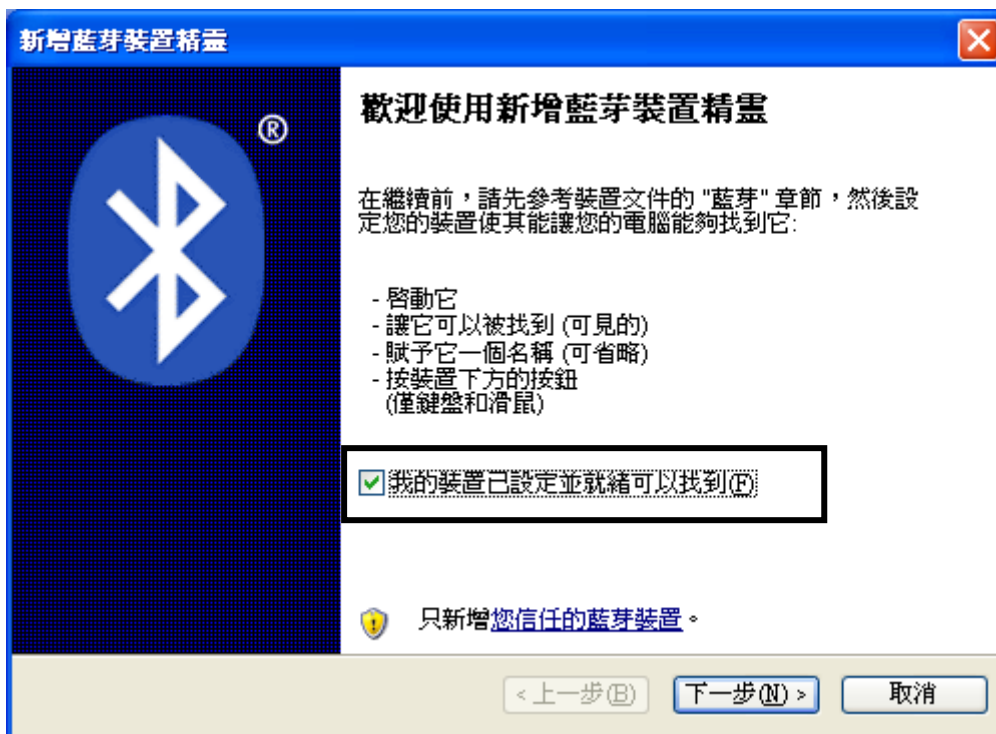 新增藍芽裝置精靈
®
歡迎使用新增藍芽裝置精靈
在繼續前，請先參考裝置文件的 "藍芽" 章節，然後設
定您的裝置使其能讓您的電腦能夠找到它:
- 啓動它
- 讓它可以被找到 (可見的)
- 賦予它一個名稱 (可省略)
- 按裝置下方的按鈕
(僅鍵盤和滑鼠)
我的裝置已設定並就緒可以找到(F)
只新增您信任的藍芽裝置。
< 上一步(B) 下一步(N) > 取消